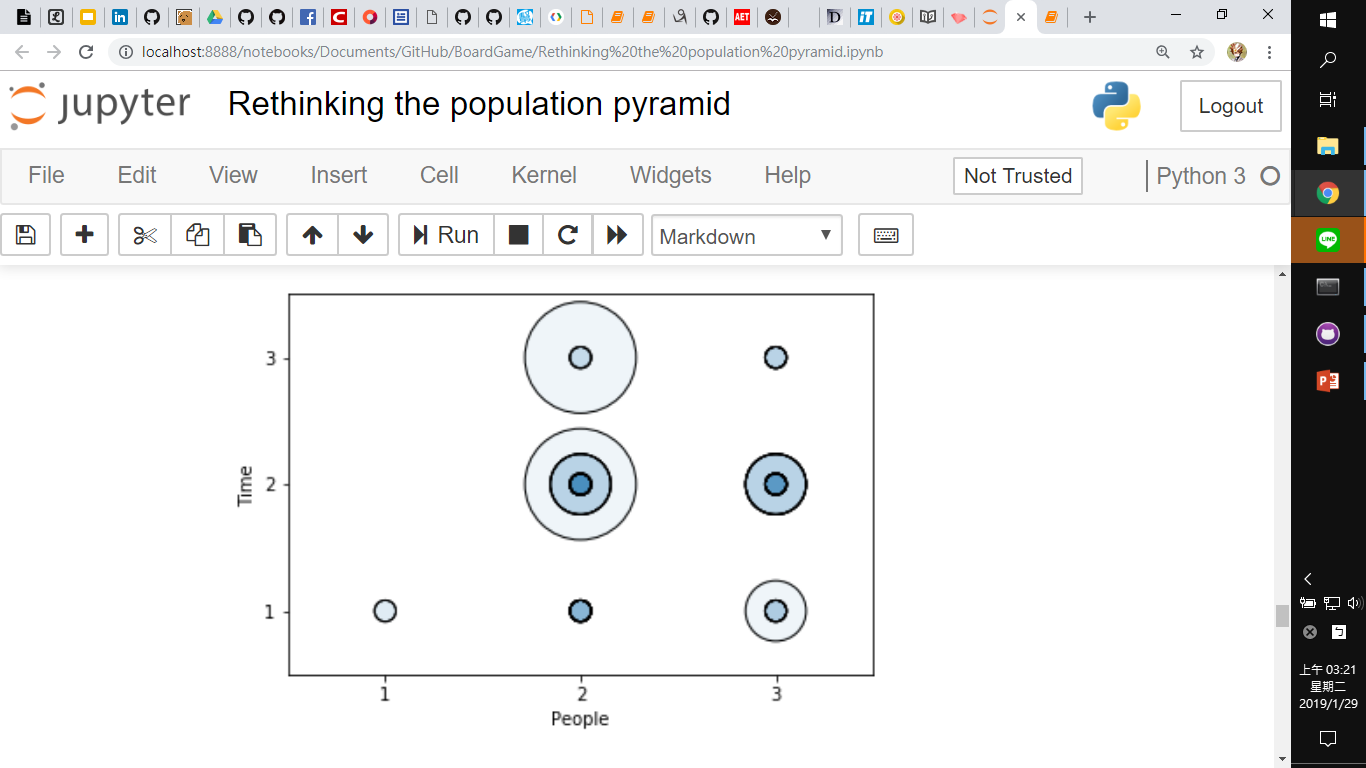 localhost:8888/notebooks/Documents/GitHub/BoardGame/Rethinking%20the%20population%20pyramid.ipynb
jupyter Rethinking the population pyramid Logout
File Edit View Insert Cell Kernel Widgets Help Not Trusted Python 3
Run Markdown
3
Time 2
1
1 2 3
People
AET
LINE
上午 03:21
星期二
2019/1/29